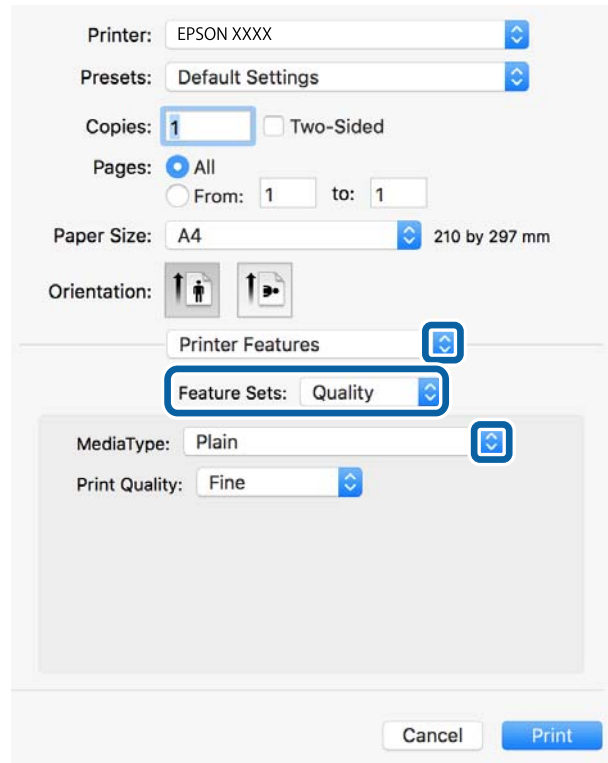 Printer: EPSON XXXX
Presets: Default Settings
Copies: 1 Two-Sided
Pages: All
From: 1 to: 1
Paper Size: A4 210 by 297 mm
Orientation:
Printer Features
Feature Sets: Quality
MediaType: Plain
Print Quality: Fine
Cancel Print